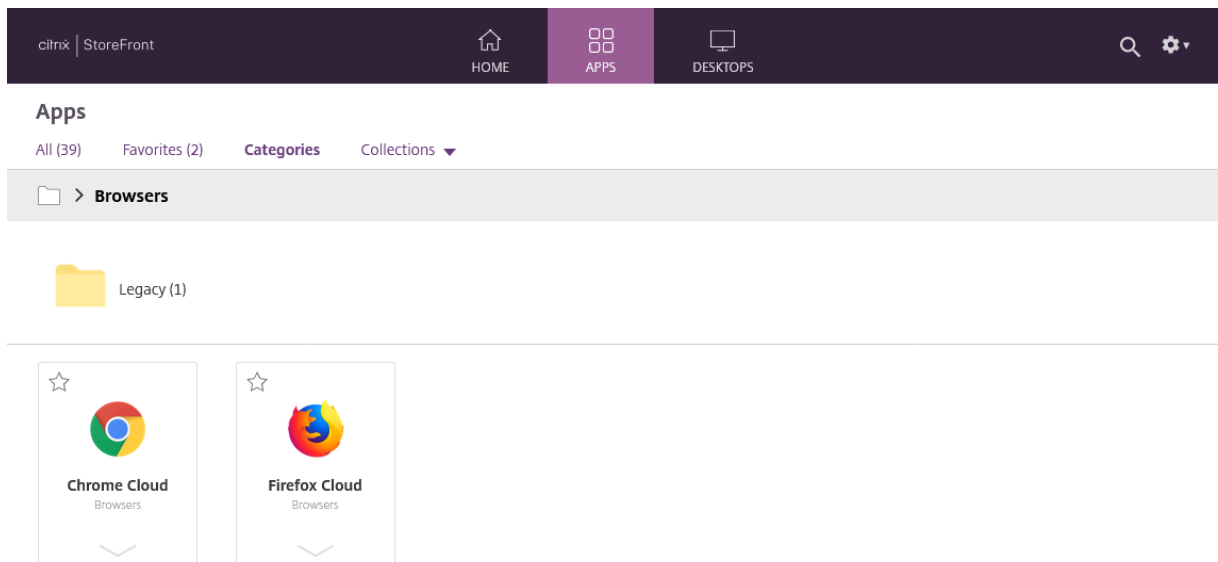 citrix | StoreFront
HOME
APPS
DESKTOPS
Apps
All (39) Favorites (2) Categories Collections
Browsers
Legacy (1)
Chrome Cloud
Browsers
Firefox Cloud
Browsers